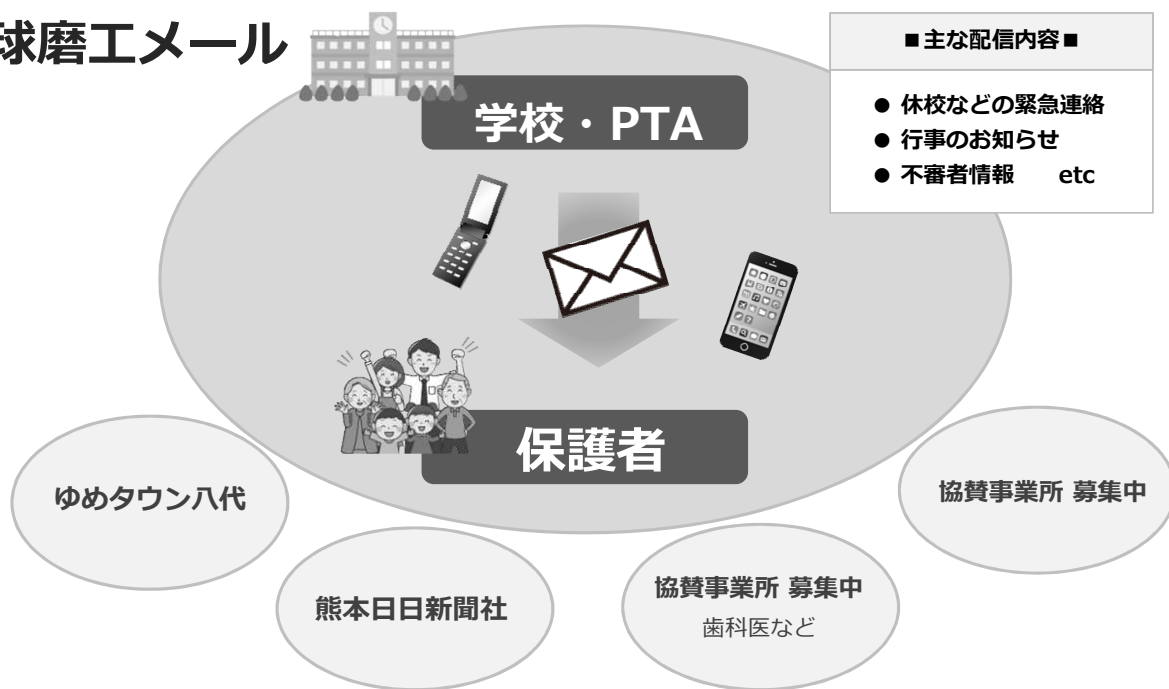 球磨工メール
学校・PTA
■主な配信内容■
● 休校などの緊急連絡
● 行事のお知らせ
● 不審者情報　　etc
保護者
ゆめタウン八代
熊本日日新聞社
協賛事業所 募集中
歯科医など
協賛事業所 募集中